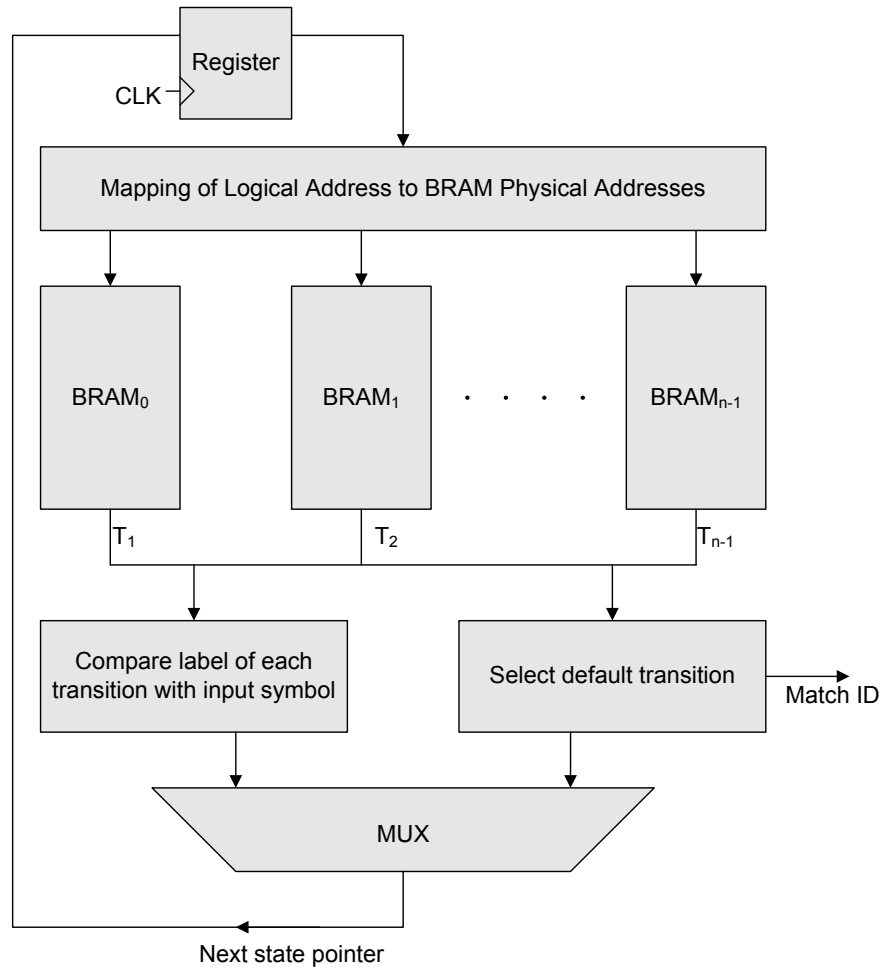 Register
CLK
Mapping of Logical Address to BRAM Physical Addresses
BRAM₀
BRAM₁
. . . .
BRAMₙ₋₁
T₁
T₂
Tₙ₋₁
Compare label of each
transition with input symbol
Select default transition
Match ID
MUX
Next state pointer